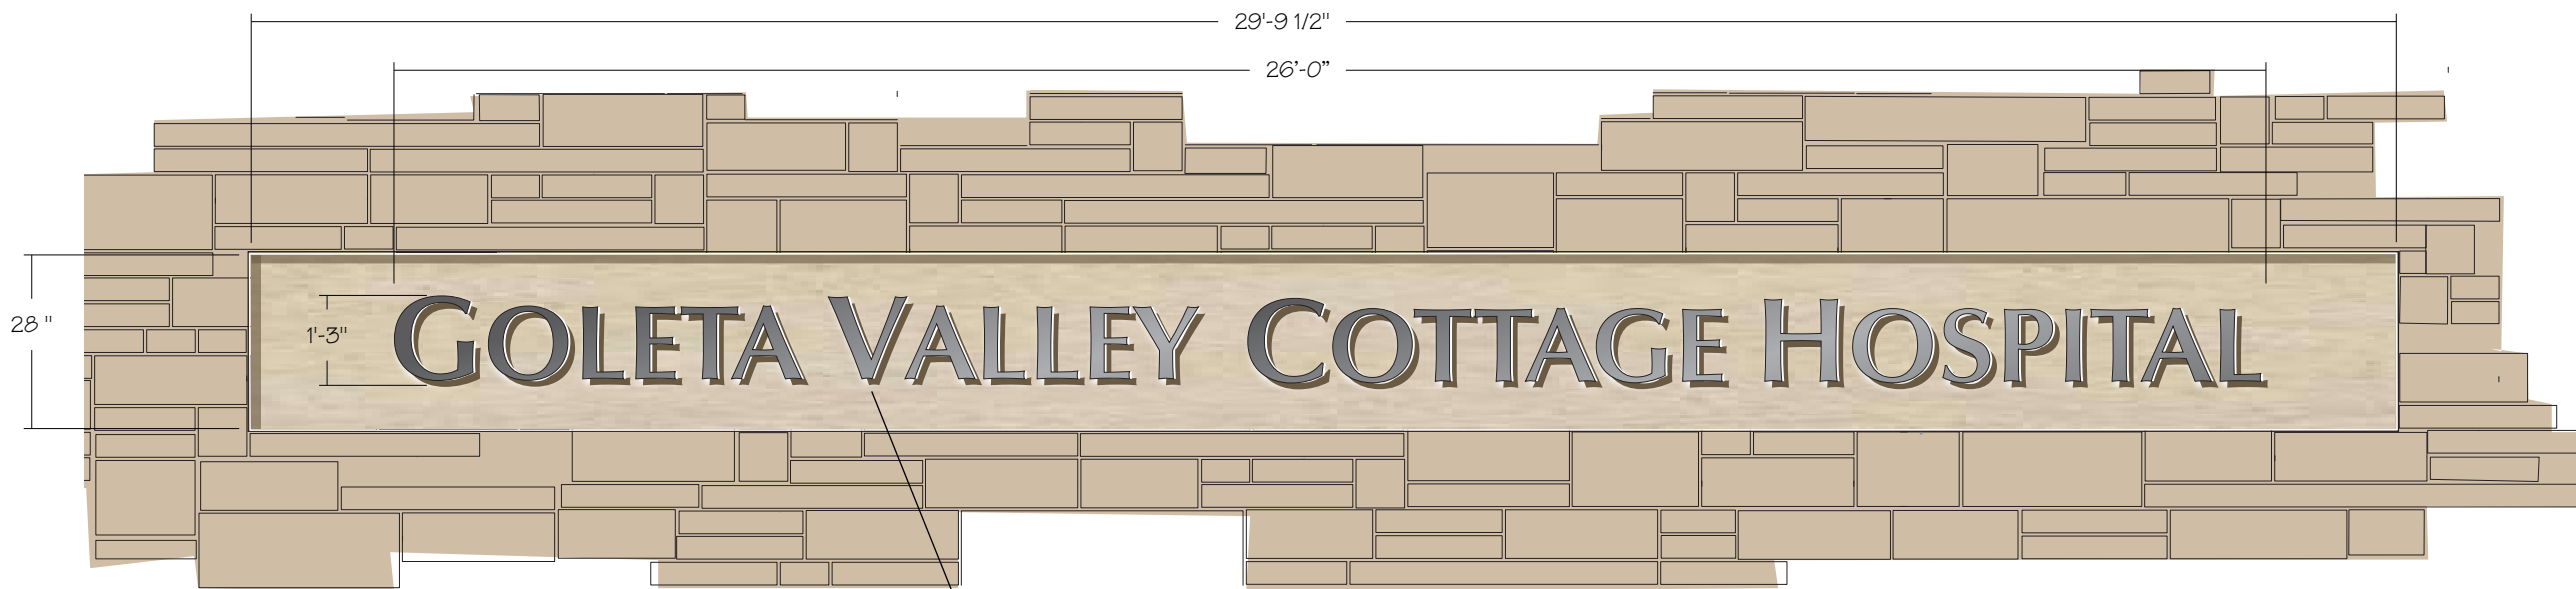 29'-9 1/2"
26'-0”
28"
1'-3"
GOLETA VALLEY COTTAGE HOSPITAL